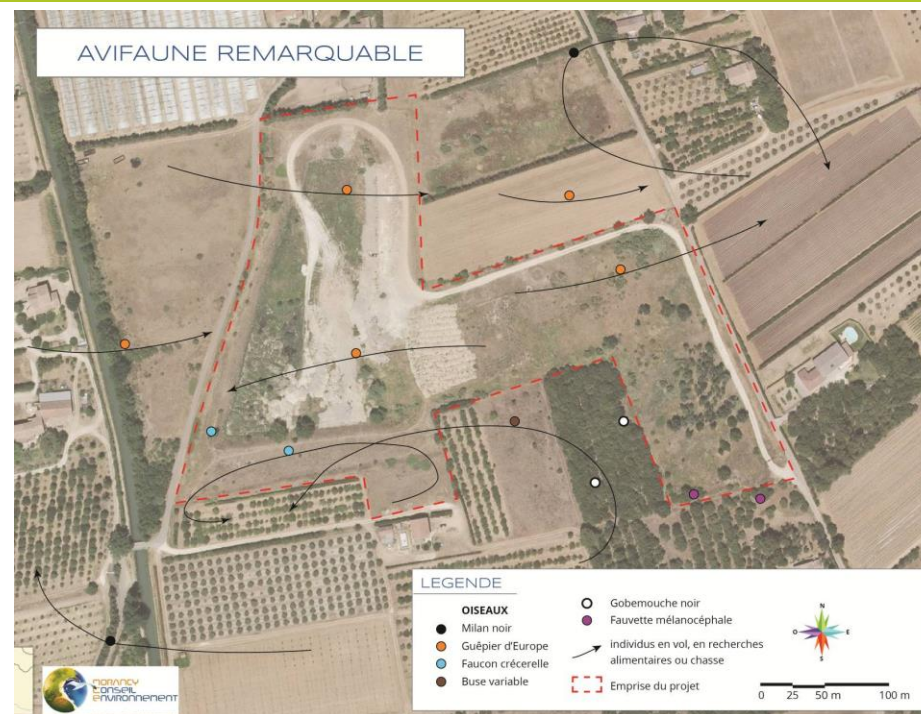 AVIFAUNE REMARQUABLE
LEGENDE
OISEAUX
Milan noir
Guêpier d'Europe
Faucon crécerelle
Buse variable
Gobemouche noir
Fauvette mélanocéphale
individus en vol, en recherches
alimentaires ou chasse
Emprise du projet
N
O
E
S
0 25 50 m 100 m
NORANCY
CONSEIL
ENVIRONNEMENT